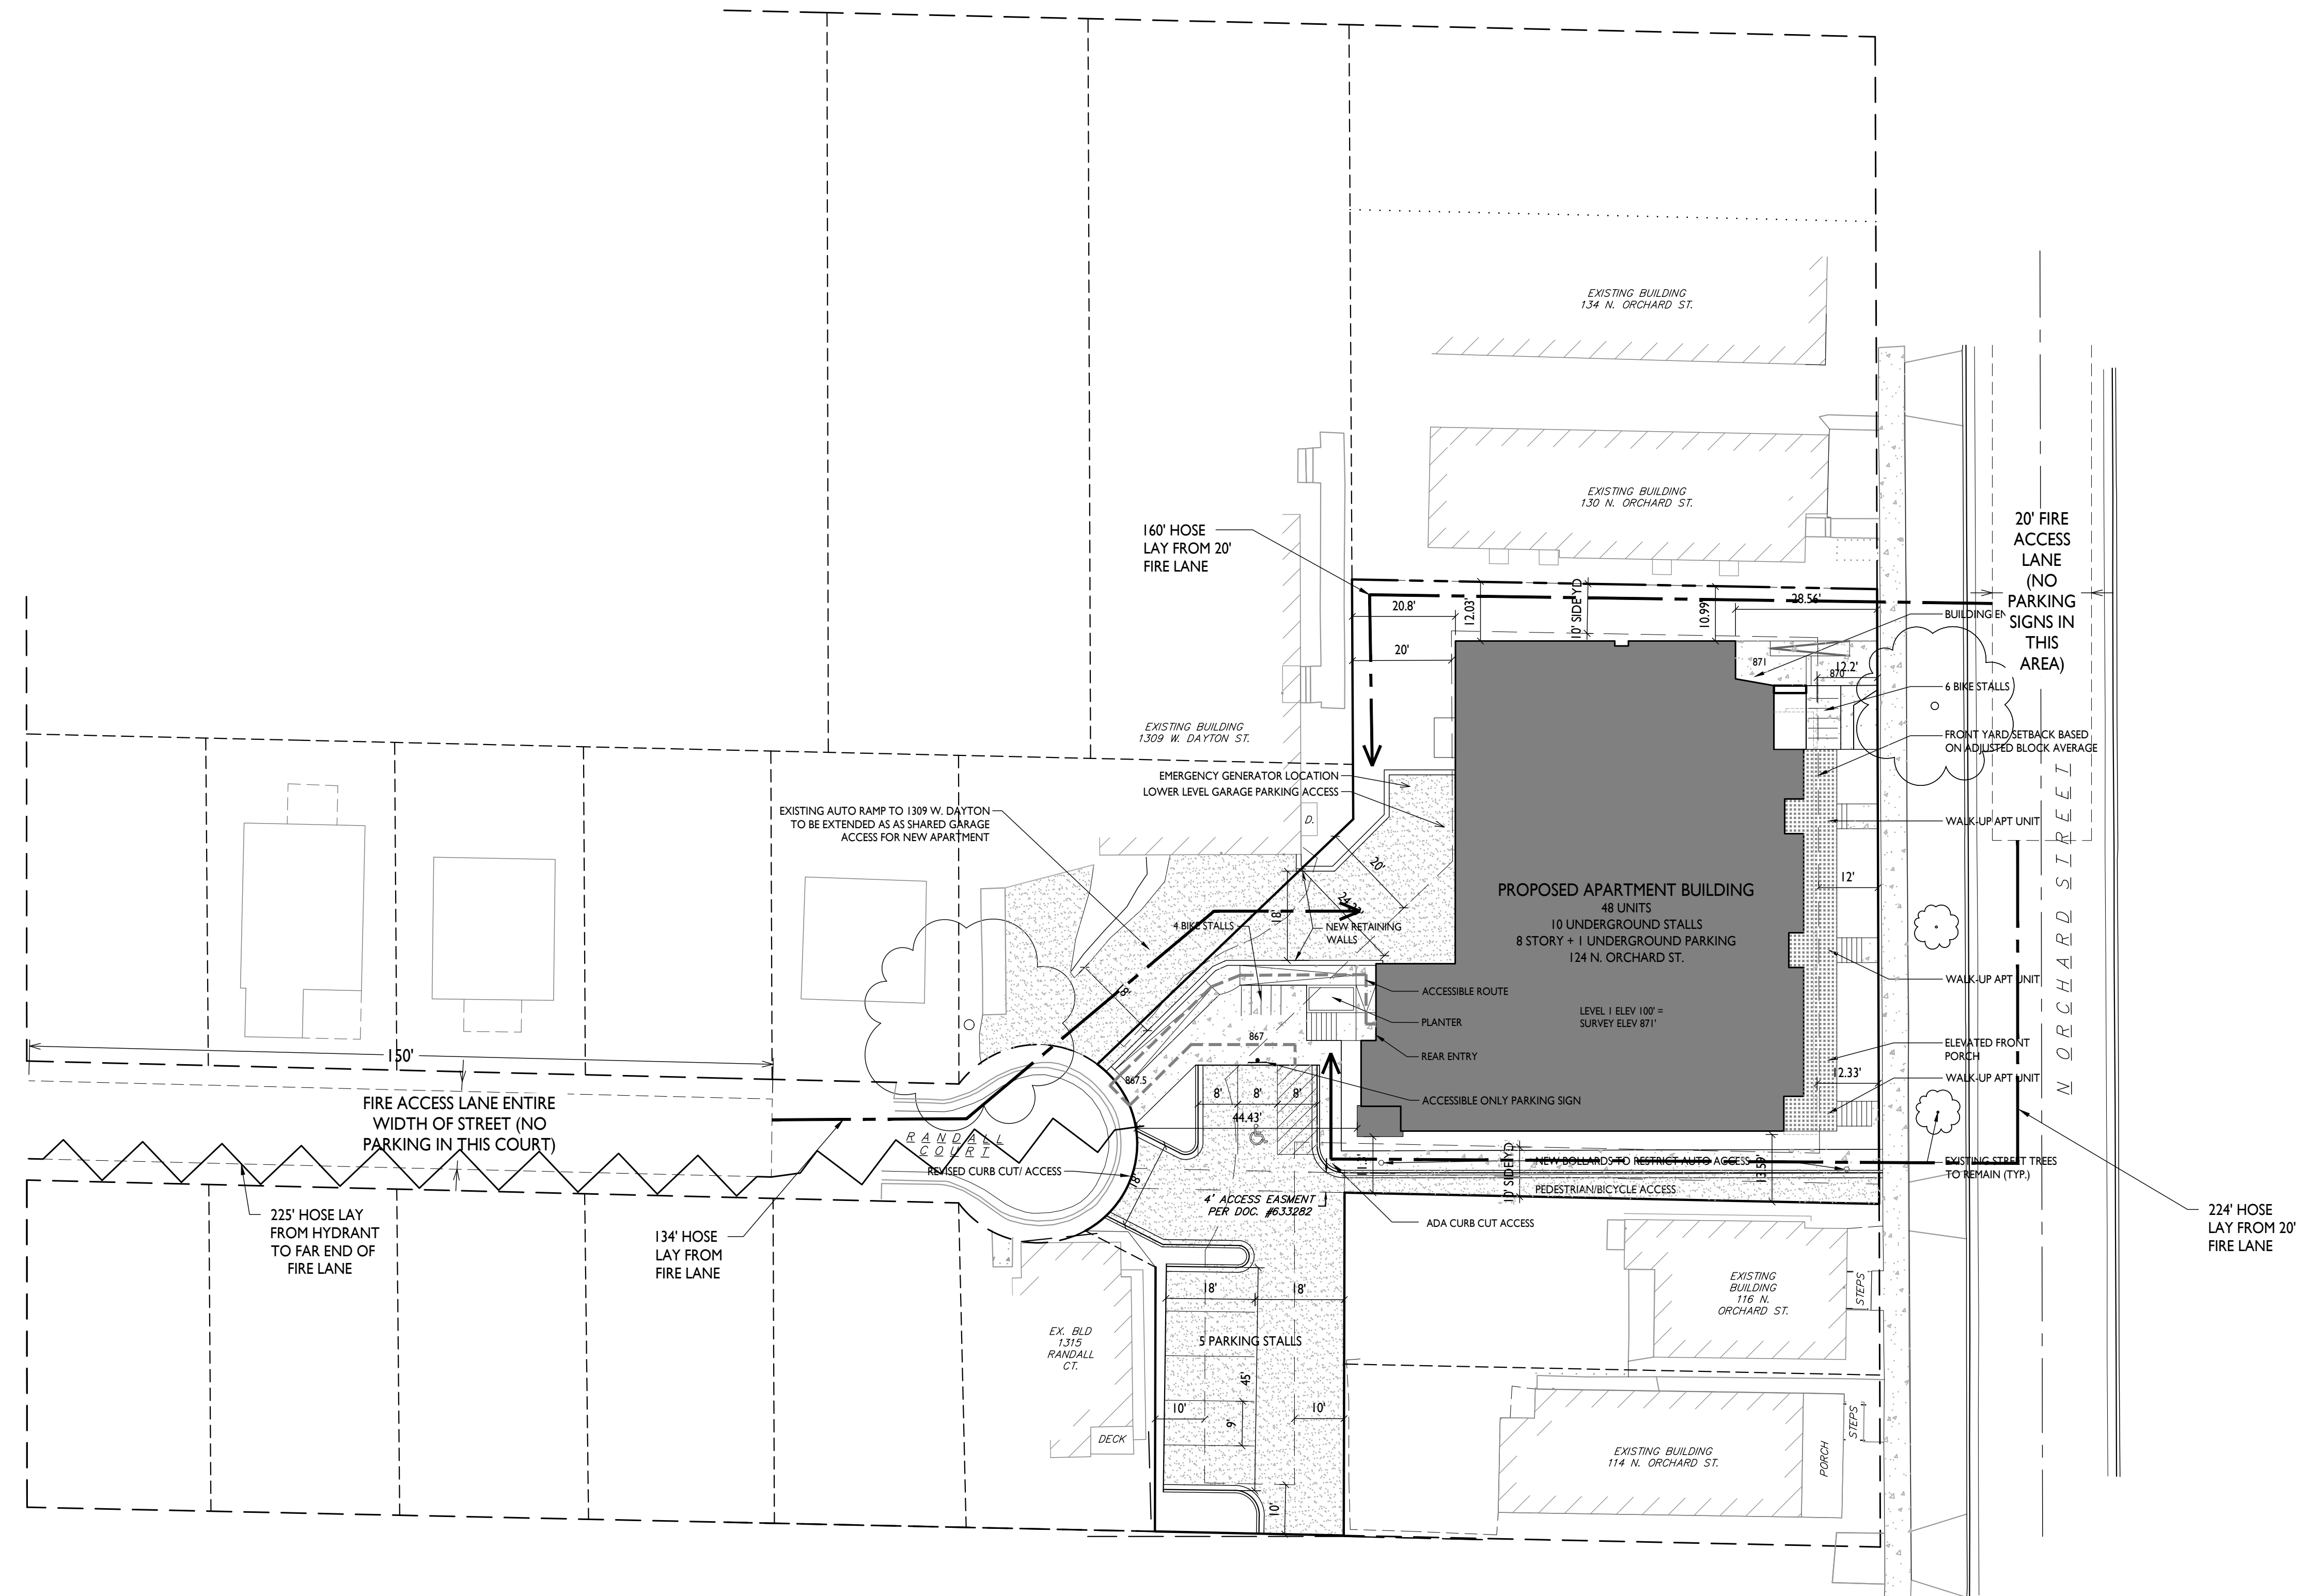 EXISTING BUILDING
134 N. ORCHARD ST.
EXISTING BUILDING
130 N. ORCHARD ST.
20' FIRE
ACCESS
LANE
(NO
PARKING
SIGNS IN
THIS
AREA)
160' HOSE
LAY FROM 20'
FIRE LANE
20.8'
12.03'
10' SIDE YD
10.99'
28.56'
BUILDING EN
20'
871
12.2'
870
6 BIKE STALLS
EXISTING BUILDING
1309 W. DAYTON ST.
FRONT YARD SETBACK BASED
ON ADJUSTED BLOCK AVERAGE
EMERGENCY GENERATOR LOCATION
LOWER LEVEL GARAGE PARKING ACCESS
EXISTING AUTO RAMP TO 1309 W. DAYTON
TO BE EXTENDED AS AS SHARED GARAGE
ACCESS FOR NEW APARTMENT
D.
WALK-UP APT UNIT
20'
12'
N ORCHARD STREET
PROPOSED APARTMENT BUILDING
48 UNITS
10 UNDERGROUND STALLS
8 STORY + 1 UNDERGROUND PARKING
124 N. ORCHARD ST.
18'
4 BIKE STALLS
NEW RETAINING
WALLS
WALK-UP APT UNIT
18'
ACCESSIBLE ROUTE
PLANTER
LEVEL 1 ELEV 100' =
SURVEY ELEV 871'
867
REAR ENTRY
ELEVATED FRONT
PORCH
150'
867.5
12.33'
WALK-UP APT UNIT
FIRE ACCESS LANE ENTIRE
WIDTH OF STREET (NO
PARKING IN THIS COURT)
8'
8'
8'
ACCESSIBLE ONLY PARKING SIGN
44.43'
RANDALL
COURT
REVISED CURB CUT/ ACCESS
18'
10' SIDE YD
NEW BOLLARDS TO RESTRICT AUTO ACCESS
13.59'
EXISTING STREET TREES
TO REMAIN (TYP.)
PEDESTRIAN/BICYCLE ACCESS
4' ACCESS EASMENT
PER DOC. #633282
ADA CURB CUT ACCESS
225' HOSE LAY
FROM HYDRANT
TO FAR END OF
FIRE LANE
134' HOSE
LAY FROM
FIRE LANE
224' HOSE
LAY FROM 20'
FIRE LANE
18'
18'
EXISTING
BUILDING
116 N.
ORCHARD ST.
STEPS
EX. BLD
1315
RANDALL
CT.
5 PARKING STALLS
45'
10'
9'
10'
DECK
EXISTING BUILDING
114 N. ORCHARD ST.
PORCH
STEPS
10'